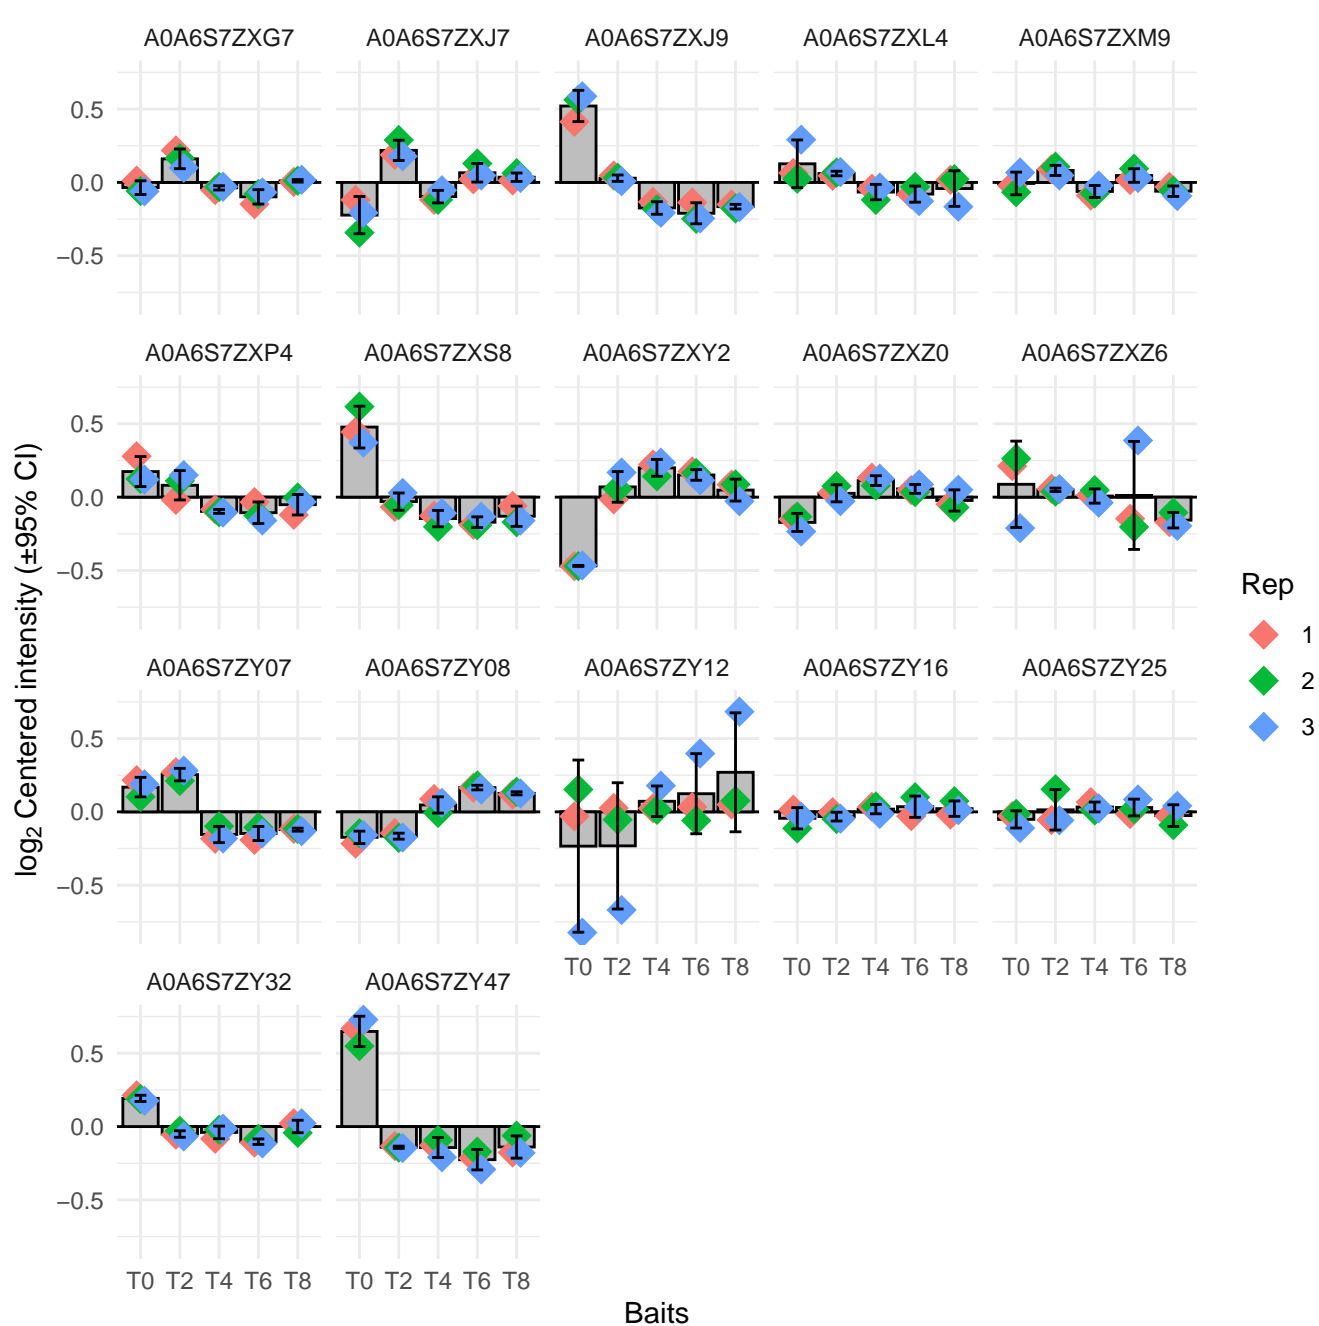 A0A6S7ZXG7 A0A6S7ZXJ7 A0A6S7ZXJ9 A0A6S7ZXL4 A0A6S7ZXM9
0.5
0.0
−0.5
A0A6S7ZXP4 A0A6S7ZXS8 A0A6S7ZXY2 A0A6S7ZXZ0 A0A6S7ZXZ6
0.5
0.0
−0.5
log2 Centered intensity (±95% CI)
Rep
1
2
3
A0A6S7ZY07 A0A6S7ZY08 A0A6S7ZY12 A0A6S7ZY16 A0A6S7ZY25
0.5
0.0
−0.5
T0 T2 T4 T6 T8 T0 T2 T4 T6 T8 T0 T2 T4 T6 T8
A0A6S7ZY32 A0A6S7ZY47
0.5
0.0
−0.5
T0 T2 T4 T6 T8 T0 T2 T4 T6 T8
Baits